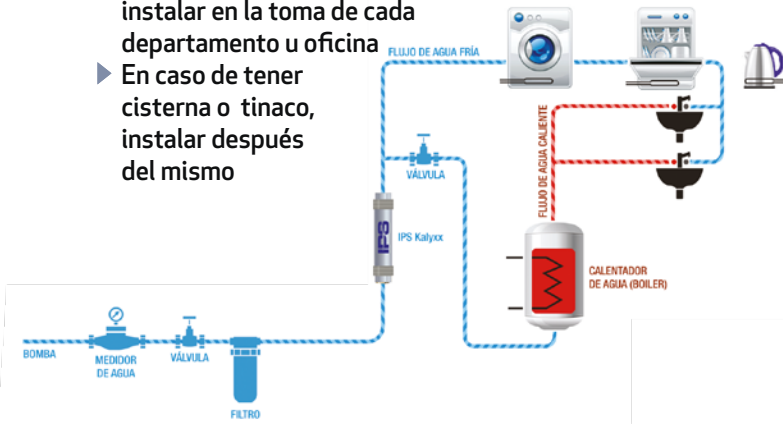 instalar en la toma de cada
departamento u oficina
En caso de tener
cisterna o tinaco,
instalar después
del mismo
FLUJO DE AGUA FRÍA
FLUJO DE AGUA CALIENTE
VÁLVULA
IPS
IPS Kalyxx
CALENTADOR
DE AGUA (BOILER)
BOMBA
MEDIDOR
DE AGUA
VÁLVULA
FILTRO